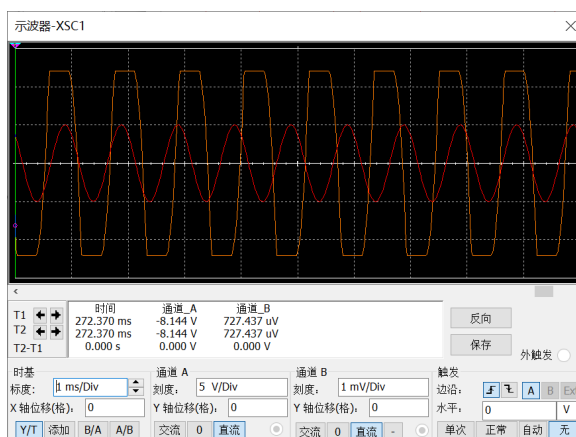 示波器-XSC1
时间 通道_A 通道_B
T1 272.370 ms -8.144 V 727.437 uV
T2 272.370 ms -8.144 V 727.437 uV
T2-T1 0.000 s 0.000 V 0.000 V
反向
保存
外触发
时基
标度: 1 ms/Div
X 轴位移(格): 0
Y/T 添加 B/A A/B
通道 A
刻度: 5 V/Div
Y 轴位移(格): 0
交流 0 直流
通道 B
刻度: 1 mV/Div
Y 轴位移(格): 0
交流 0 直流 -
触发
边沿: A B Ext
水平: 0 V
单次 正常 自动 无